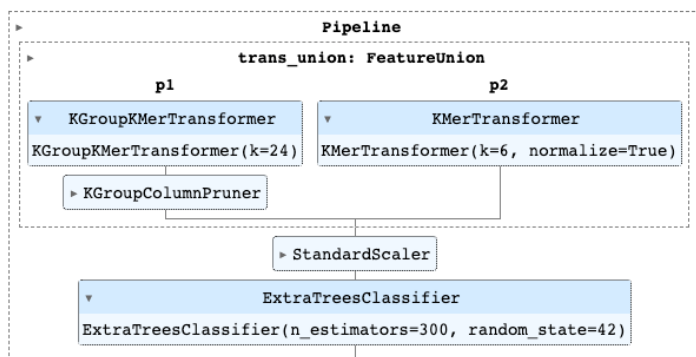 Pipeline
trans_union: FeatureUnion
p1
p2
KGroupKMerTransformer
KGroupKMerTransformer(k=24)
KGroupColumnPruner
KMerTransformer
KMerTransformer(k=6, normalize=True)
StandardScaler
ExtraTreesClassifier
ExtraTreesClassifier(n_estimators=300, random_state=42)